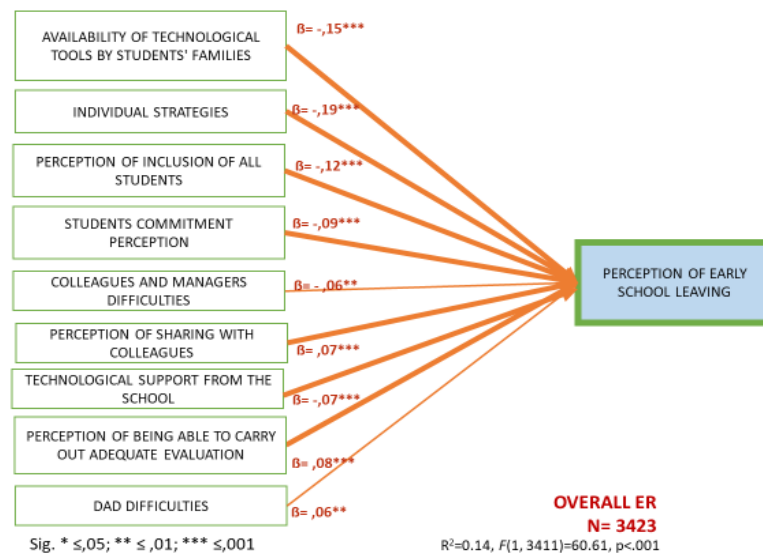 AVAILABILITY OF TECHNOLOGICAL
TOOLS BY STUDENTS' FAMILIES
ß= -,15***
INDIVIDUAL STRATEGIES
ß= -,19***
PERCEPTION OF INCLUSION OF ALL
STUDENTS
ß= -,12***
STUDENTS COMMITMENT
PERCEPTION
ß= -,09***
COLLEAGUES AND MANAGERS
DIFFICULTIES
ß= -,06**
PERCEPTION OF SHARING WITH
COLLEAGUES
ß= ,07***
TECHNOLOGICAL SUPPORT FROM THE
SCHOOL
ß= -,07***
PERCEPTION OF BEING ABLE TO CARRY
OUT ADEQUATE EVALUATION
ß= ,08***
DAD DIFFICULTIES
ß= ,06**
PERCEPTION OF EARLY
SCHOOL LEAVING
Sig. * ≤,05; ** ≤ ,01; *** ≤,001
OVERALL ER
N= 3423
R²=0.14, F(1, 3411)=60.61, p<.001